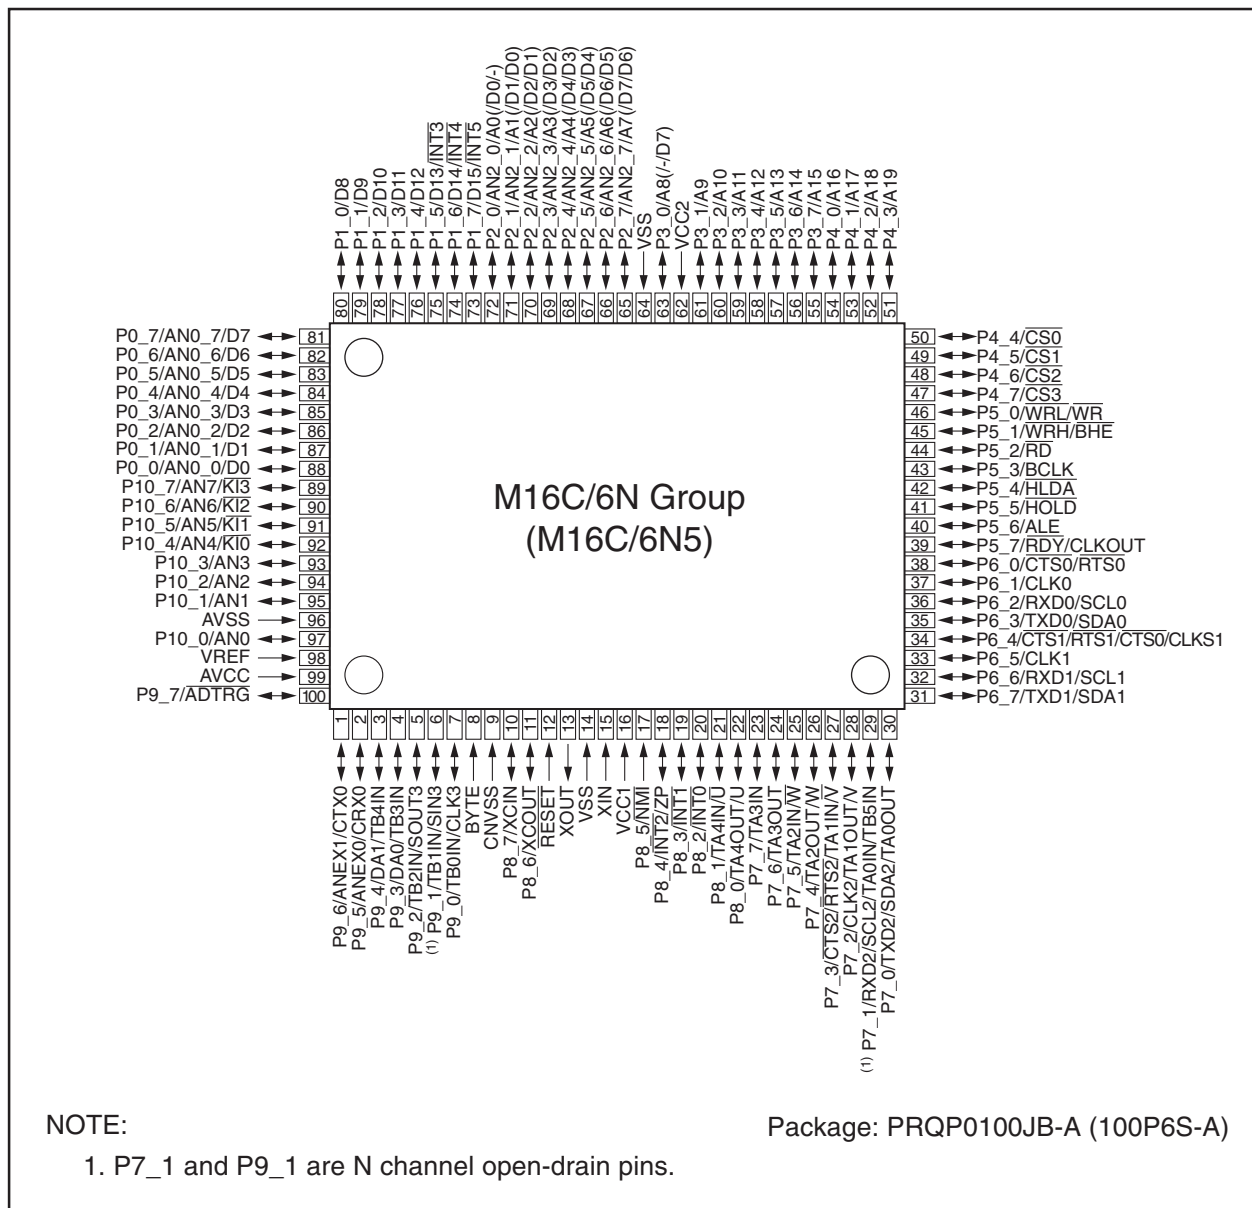 P1_0/D8
P1_1/D9
P1_2/D10
P1_3/D11
P1_4/D12
P1_5/D13/INT3
P1_6/D14/INT4
P1_7/D15/INT5
P2_0/AN2_0/A0(/D0/-)
P2_1/AN2_1/A1(/D1/D0)
P2_2/AN2_2/A2(/D2/D1)
P2_3/AN2_3/A3(/D3/D2)
P2_4/AN2_4/A4(/D4/D3)
P2_5/AN2_5/A5(/D5/D4)
P2_6/AN2_6/A6(/D6/D5)
P2_7/AN2_7/A7(/D7/D6)
VSS
P3_0/A8(/-/D7)
VCC2
P3_1/A9
P3_2/A10
P3_3/A11
P3_4/A12
P3_5/A13
P3_6/A14
P3_7/A15
P4_0/A16
P4_1/A17
P4_2/A18
P4_3/A19
80 79 78 77 76 75 74 73 72 71 70 69 68 67 66 65 64 63 62 61 60 59 58 57 56 55 54 53 52 51
P0_7/AN0_7/D7 81
P0_6/AN0_6/D6 82
P0_5/AN0_5/D5 83
P0_4/AN0_4/D4 84
P0_3/AN0_3/D3 85
P0_2/AN0_2/D2 86
P0_1/AN0_1/D1 87
P0_0/AN0_0/D0 88
P10_7/AN7/KI3 89
P10_6/AN6/KI2 90
P10_5/AN5/KI1 91
P10_4/AN4/KI0 92
P10_3/AN3 93
P10_2/AN2 94
P10_1/AN1 95
AVSS 96
P10_0/AN0 97
VREF 98
AVCC 99
P9_7/ADTRG 100
M16C/6N Group
(M16C/6N5)
50 P4_4/CS0
49 P4_5/CS1
48 P4_6/CS2
47 P4_7/CS3
46 P5_0/WRL/WR
45 P5_1/WRH/BHE
44 P5_2/RD
43 P5_3/BCLK
42 P5_4/HLDA
41 P5_5/HOLD
40 P5_6/ALE
39 P5_7/RDY/CLKOUT
38 P6_0/CTS0/RTS0
37 P6_1/CLK0
36 P6_2/RXD0/SCL0
35 P6_3/TXD0/SDA0
34 P6_4/CTS1/RTS1/CTS0/CLKS1
33 P6_5/CLK1
32 P6_6/RXD1/SCL1
31 P6_7/TXD1/SDA1
1 2 3 4 5 6 7 8 9 10 11 12 13 14 15 16 17 18 19 20 21 22 23 24 25 26 27 28 29 30
P9_6/ANEX1/CTX0
P9_5/ANEX0/CRX0
P9_4/DA1/TB4IN
P9_3/DA0/TB3IN
P9_2/TB2IN/SOUT3
(1) P9_1/TB1IN/SIN3
P9_0/TB0IN/CLK3
BYTE
CNVSS
P8_7/XCIN
P8_6/XCOUT
RESET
XOUT
VSS
XIN
VCC1
P8_5/NMI
P8_4/INT2/ZP
P8_3/INT1
P8_2/INT0
P8_1/TA4IN/U
P8_0/TA4OUT/U
P7_7/TA3IN
P7_6/TA3OUT
P7_5/TA2IN/W
P7_4/TA2OUT/W
P7_3/CTS2/RTS2/TA1IN/V
P7_2/CLK2/TA1OUT/V
(1) P7_1/RXD2/SCL2/TA0IN/TB5IN
P7_0/TXD2/SDA2/TA0OUT
NOTE:
1. P7_1 and P9_1 are N channel open-drain pins.
Package: PRQP0100JB-A (100P6S-A)